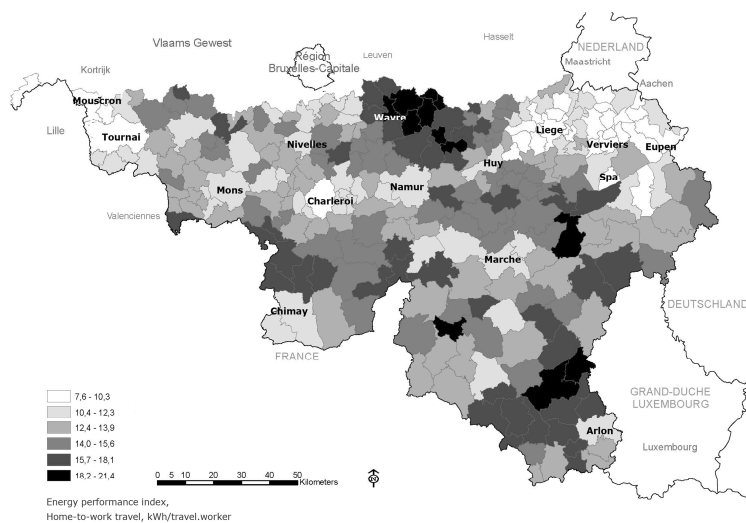 Vlaams Gewest
Hasselt
NEDERLAND
Région
Bruxelles-Capitale
Leuven
Kortrijk
Maastricht
Aachen
Mouscron
Lille
Tournai
Wavre
Liege
Nivelles
Verviers
Eupen
Huy
Spa
Mons
Namur
Charleroi
Valenciennes
Marche
Chimay
DEUTSCHLAND
FRANCE
GRAND-DUCHE
LUXEMBOURG
Arlon
Luxembourg
7,6 - 10,3
10,4 - 12,3
12,4 - 13,9
14,0 - 15,6
15,7 - 18,1
18,2 - 21,4
0 5 10 20 30 40 50
Kilometers
Energy performance index,
Home-to-work travel, kWh/travel.worker